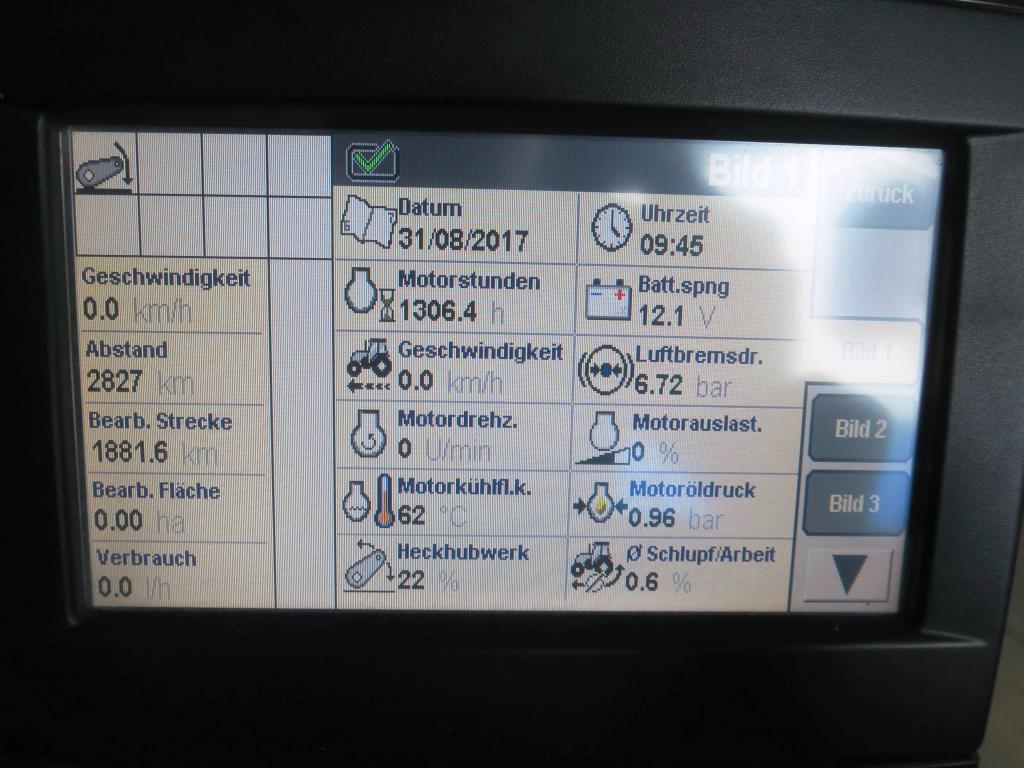 Bild 1
Zurück
Datum
31/08/2017
Uhrzeit
09:45
Geschwindigkeit
0.0 km/h
Motorstunden
1306.4 h
Batt.spng
12.1 V
Abstand
2827 km
Geschwindigkeit
0.0 km/h
Luftbremsdr.
6.72 bar
Bild 1
Bearb. Strecke
1881.6 km
Motordrehz.
0 U/min
Motorauslast.
0 %
Bild 2
Bearb. Fläche
0.00 ha
Motorkühlfl.k.
62 °C
Motoröldruck
0.96 bar
Bild 3
Verbrauch
0.0 l/h
Heckhubwerk
22 %
Ø Schlupf/Arbeit
0.6 %